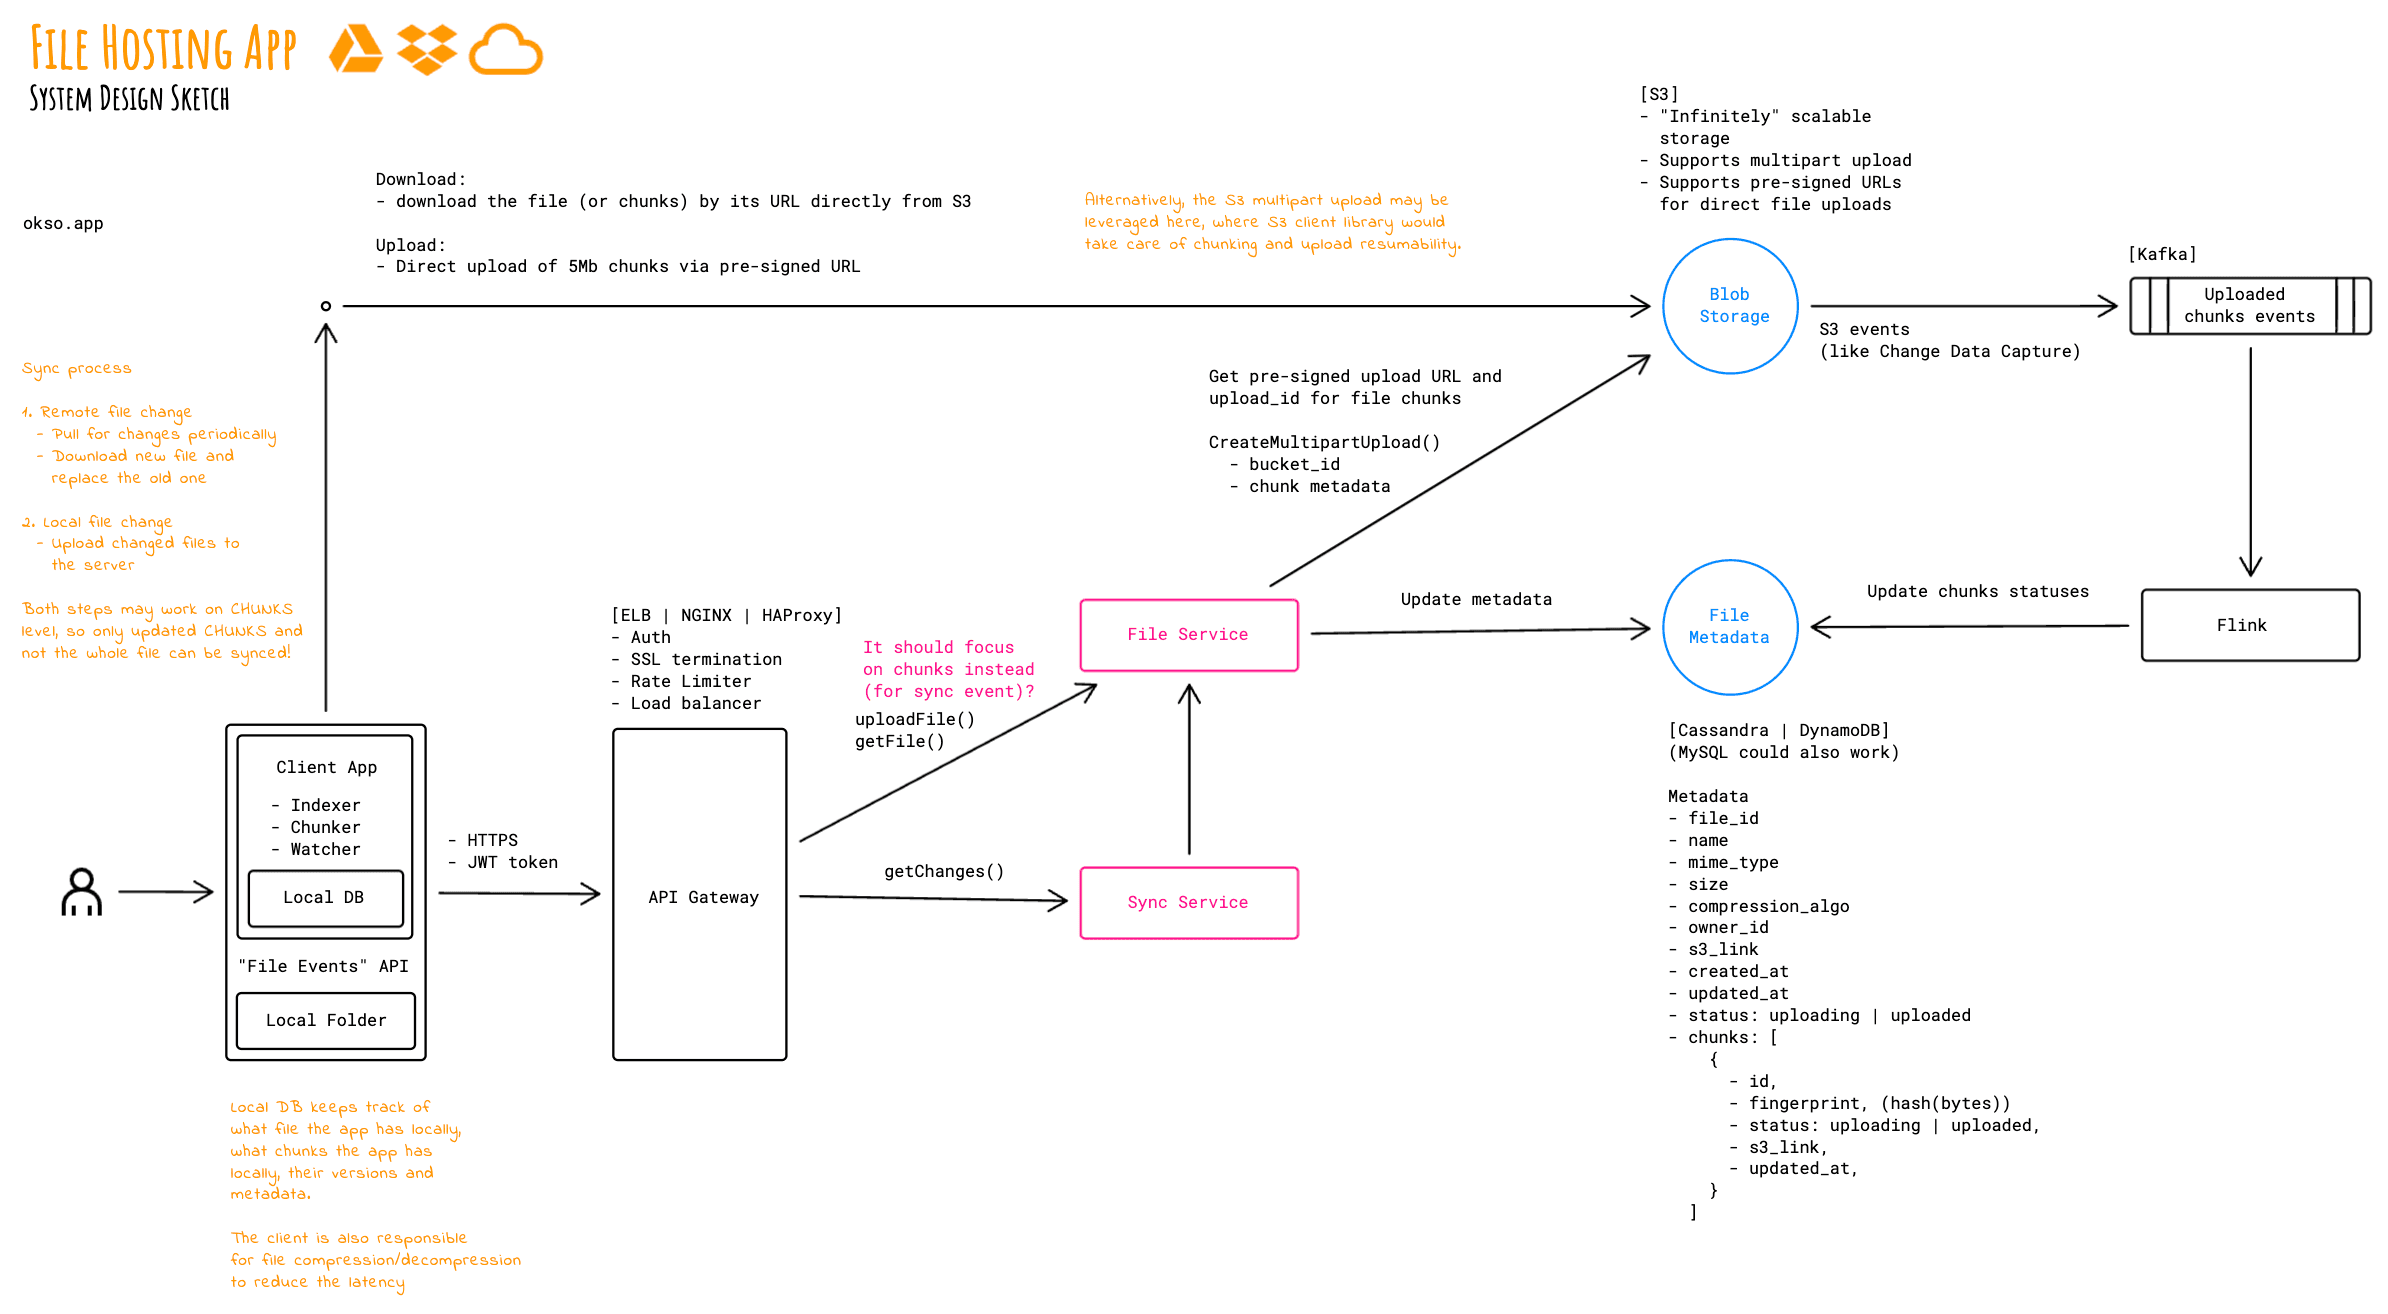 File Hosting App
System Design Sketch
okso.app
Download:
- download the file (or chunks) by its URL directly from S3
Upload:
- Direct upload of 5Mb chunks via pre-signed URL
Alternatively, the S3 multipart upload may be
leveraged here, where S3 client library would
take care of chunking and upload resumability.
[S3]
- "Infinitely" scalable
storage
- Supports multipart upload
- Supports pre-signed URLs
for direct file uploads
Blob
Storage
S3 events
(like Change Data Capture)
[Kafka]
Uploaded
chunks events
Sync process
1. Remote file change
- Pull for changes periodically
- Download new file and
replace the old one
2. Local file change
- Upload changed files to
the server
Both steps may work on CHUNKS
level, so only updated CHUNKS and
not the whole file can be synced!
Get pre-signed upload URL and
upload_id for file chunks
CreateMultipartUpload()
- bucket_id
- chunk metadata
[ELB | NGINX | HAProxy]
- Auth
- SSL termination
- Rate Limiter
- Load balancer
It should focus
on chunks instead
(for sync event)?
uploadFile()
getFile()
File Service
Update metadata
File
Metadata
Update chunks statuses
Flink
Client App
- Indexer
- Chunker
- Watcher
Local DB
"File Events" API
Local Folder
- HTTPS
- JWT token
API Gateway
getChanges()
Sync Service
[Cassandra | DynamoDB]
(MySQL could also work)
Metadata
- file_id
- name
- mime_type
- size
- compression_algo
- owner_id
- s3_link
- created_at
- updated_at
- status: uploading | uploaded
- chunks: [
{
- id,
- fingerprint, (hash(bytes))
- status: uploading | uploaded,
- s3_link,
- updated_at,
}
]
Local DB keeps track of
what file the app has locally,
what chunks the app has
locally, their versions and
metadata.
The client is also responsible
for file compression/decompression
to reduce the latency